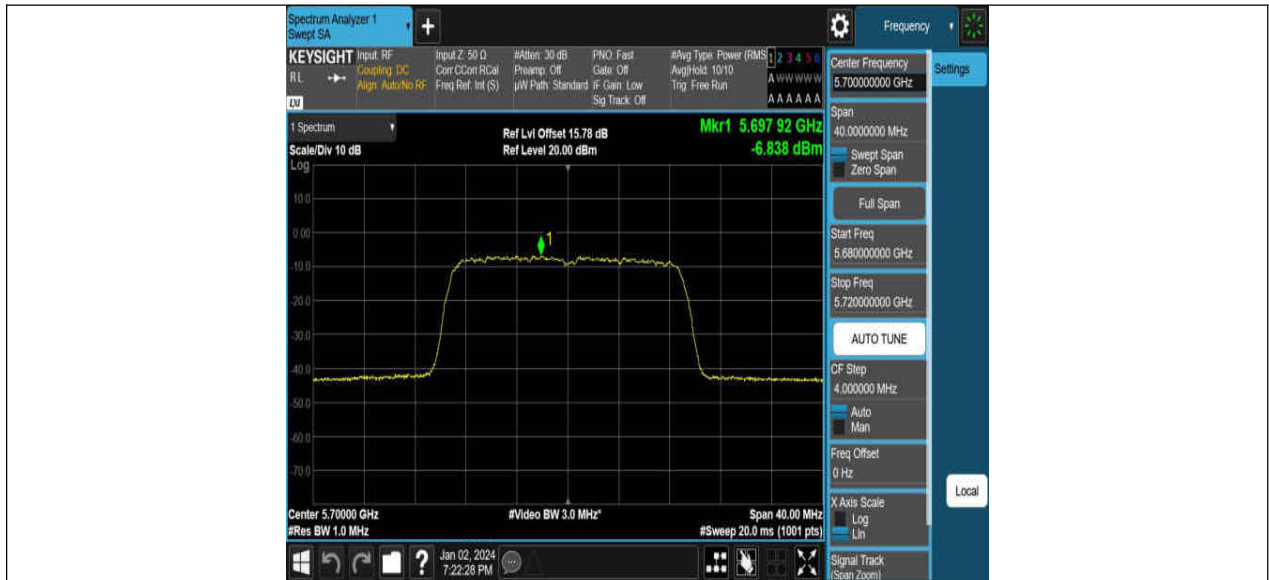 Spectrum Analyzer 1
Swept SA
+
Frequency
KEYSIGHT
RL
LXI
Input: RF
Coupling: DC
Align: Auto/No RF
Input Z: 50 Ω
Corr CCorr RCal
Freq Ref: Int (S)
#Atten: 30 dB
Preamp: Off
µW Path: Standard
PNO: Fast
Gate: Off
IF Gain: Low
Sig Track: Off
#Avg Type: Power (RMS
Avg|Hold: 10/10
Trig: Free Run
1 2 3 4 5 6
A W W W W W
A A A A A A
1 Spectrum
Scale/Div 10 dB
Ref Lvl Offset 15.78 dB
Ref Level 20.00 dBm
Mkr1 5.697 92 GHz
-6.838 dBm
Log
10.0
0.00
-10.0
-20.0
-30.0
-40.0
-50.0
-60.0
-70.0
1
Center 5.70000 GHz
#Res BW 1.0 MHz
#Video BW 3.0 MHz*
Span 40.00 MHz
#Sweep 20.0 ms (1001 pts)
Center Frequency
5.700000000 GHz
Settings
Span
40.0000000 MHz
Swept Span
Zero Span
Full Span
Start Freq
5.680000000 GHz
Stop Freq
5.720000000 GHz
AUTO TUNE
CF Step
4.000000 MHz
Auto
Man
Freq Offset
0 Hz
X Axis Scale
Log
Lin
Signal Track
(Span Zoom)
Local
?
Jan 02, 2024
7:22:28 PM